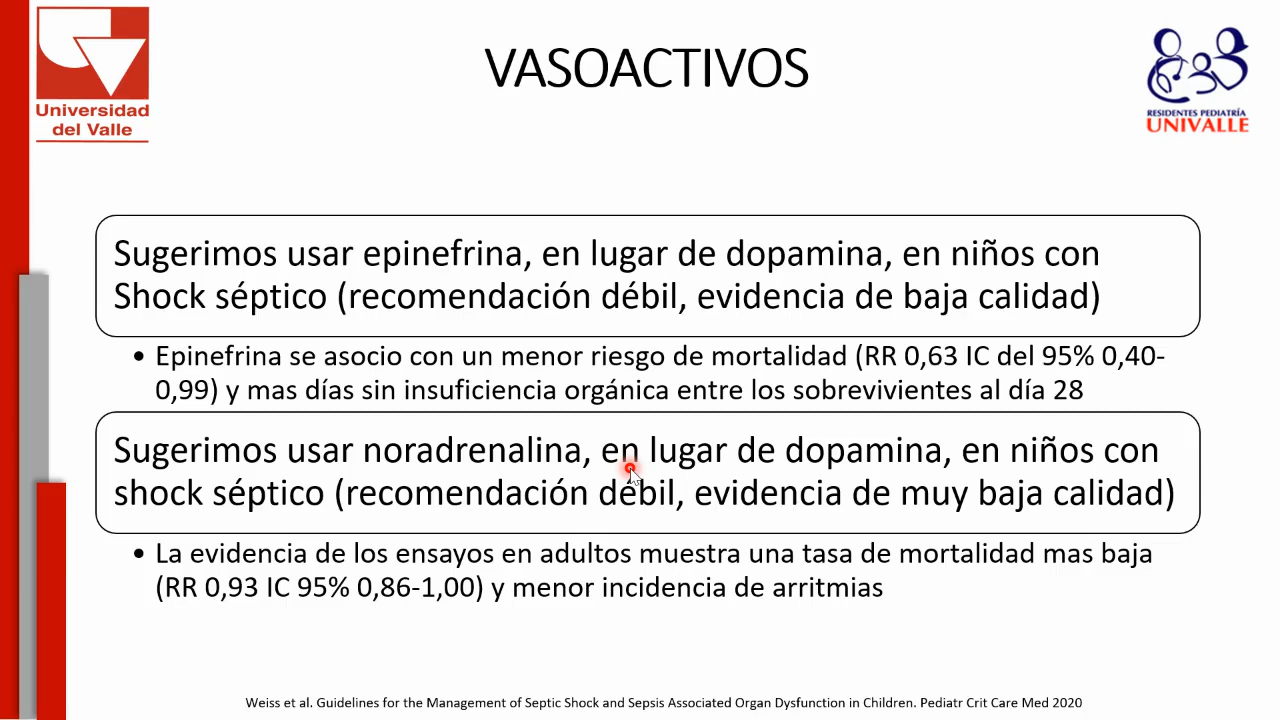 Universidad
del Valle
VASOACTIVOS
RESIDENTES PEDIATRÍA
UNIVALLE
Sugerimos usar epinefrina, en lugar de dopamina, en niños con
Shock séptico (recomendación débil, evidencia de baja calidad)
• Epinefrina se asocio con un menor riesgo de mortalidad (RR 0,63 IC del 95% 0,40-
0,99) y mas días sin insuficiencia orgánica entre los sobrevivientes al día 28
Sugerimos usar noradrenalina, en lugar de dopamina, en niños con
shock séptico (recomendación débil, evidencia de muy baja calidad)
• La evidencia de los ensayos en adultos muestra una tasa de mortalidad mas baja
(RR 0,93 IC 95% 0,86-1,00) y menor incidencia de arritmias
Weiss et al. Guidelines for the Management of Septic Shock and Sepsis Associated Organ Dysfunction in Children. Pediatr Crit Care Med 2020